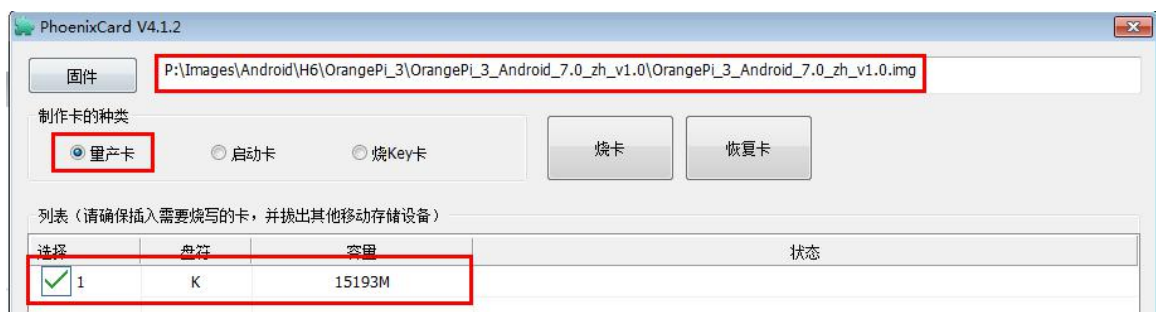 PhoenixCard V4.1.2
固件 P:\Images\Android\H6\OrangePi_3\OrangePi_3_Android_7.0_zh_v1.0\OrangePi_3_Android_7.0_zh_v1.0.img
制作卡的种类
量产卡 启动卡 烧Key卡 烧卡 恢复卡
列表（请确保插入需要烧写的卡，并拔出其他移动存储设备）
选择 盘符 容量 状态
1 K 15193M